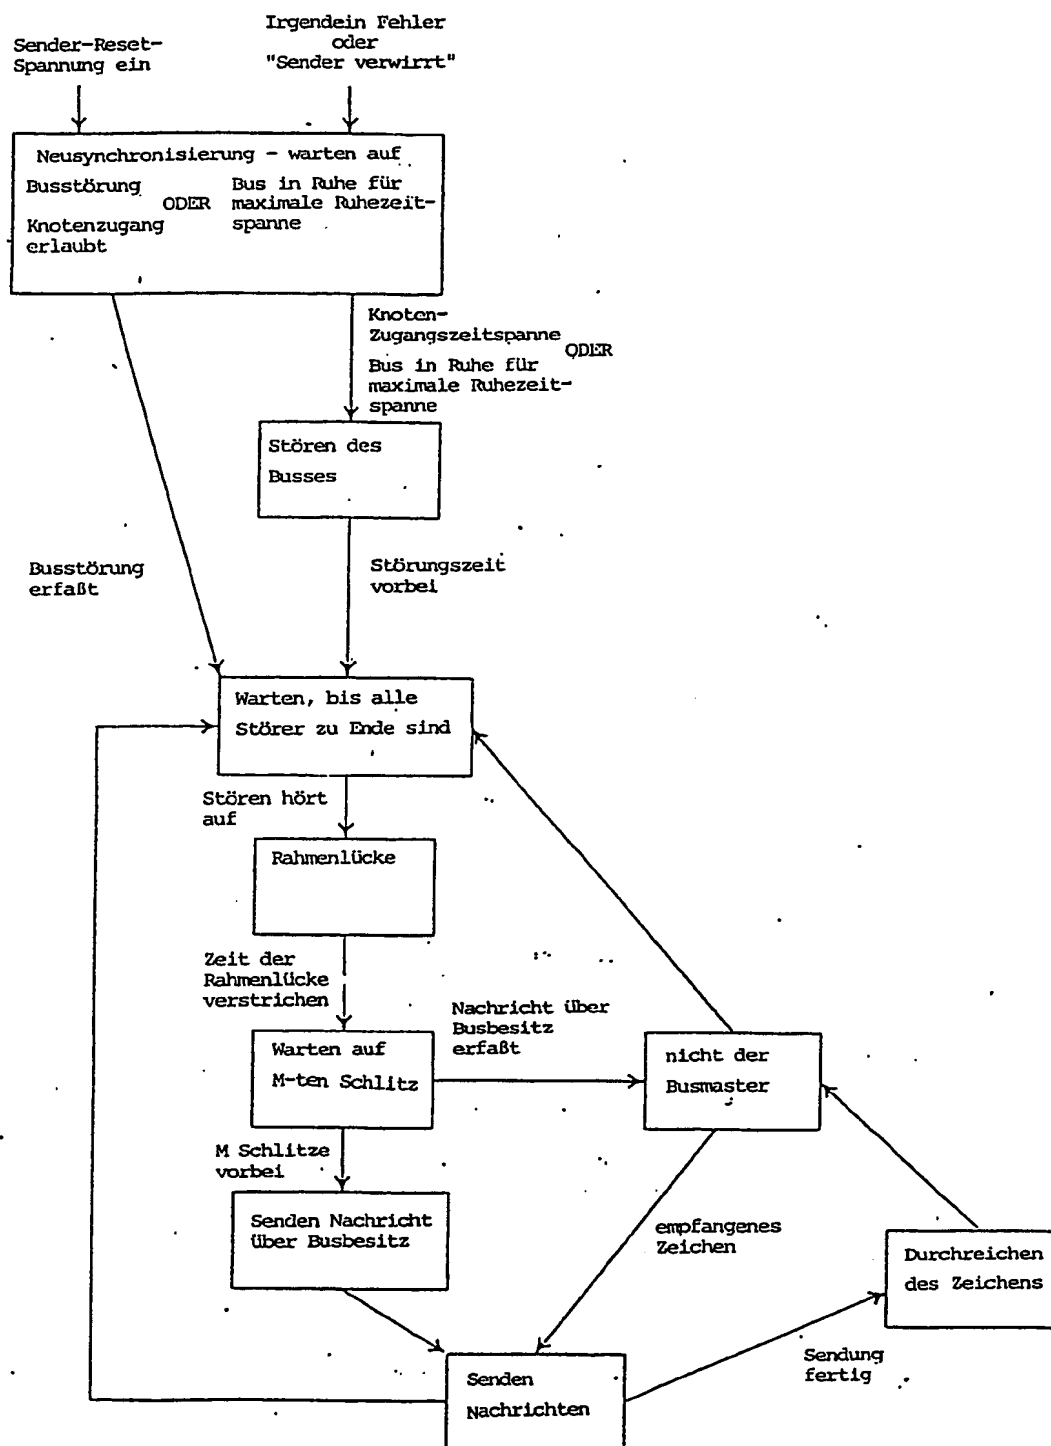 Sender-Reset-
Spannung ein
Irgendein Fehler
oder
"Sender verwirrt"
Neusynchronisierung - warten auf
Busstörung
ODER
Knotenzugang
erlaubt
Bus in Ruhe für
maximale Ruhezeit-
spanne
Knoten-
Zugangszeitspanne
ODER
Bus in Ruhe für
maximale Ruhezeit-
spanne
Stören des
Busses
Busstörung
erfaßt
Störungszeit
vorbei
Warten, bis alle
Störer zu Ende sind
Stören hört
auf
Rahmenlücke
Zeit der
Rahmenlücke
verstrichen
Nachricht über
Busbesitz
erfaßt
Warten auf
M-ten Schlitz
nicht der
Busmaster
M Schlitze
vorbei
Senden Nachricht
über Busbesitz
empfangenes
Zeichen
Durchreichen
des Zeichens
Sendung
fertig
Senden
Nachrichten